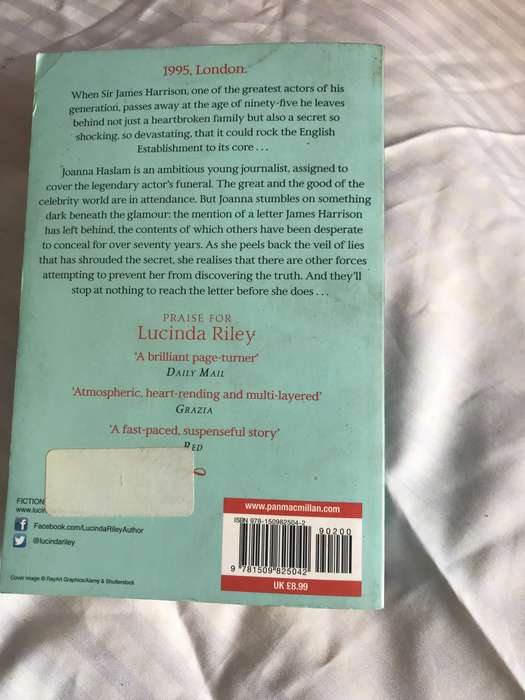 1995, London.
When Sir James Harrison, one of the greatest actors of his
generation, passes away at the age of ninety-five he leaves
behind not just a heartbroken family but also a secret so
shocking, so devastating, that it could rock the English
Establishment to its core . . .
Joanna Haslam is an ambitious young journalist, assigned to
cover the legendary actor's funeral. The great and the good of the
celebrity world are in attendance. But Joanna stumbles on something
dark beneath the glamour: the mention of a letter James Harrison
has left behind, the contents of which others have been desperate
to conceal for over seventy years. As she peels back the veil of lies
that has shrouded the secret, she realises that there are other forces
attempting to prevent her from discovering the truth. And they'll
stop at nothing to reach the letter before she does . . .
PRAISE FOR
Lucinda Riley
'A brilliant page-turner'
DAILY MAIL
'Atmospheric, heart-rending and multi-layered'
GRAZIA
'A fast-paced, suspenseful story'
RED
FICTION
Facebook.com/LucindaRileyAuthor
@lucindariley
Cover image © RayArt Graphics/Alamy & Shutterstock
www.panmacmillan.com
ISBN 978-150982504-2
90200
9 781509 825042
UK £8.99